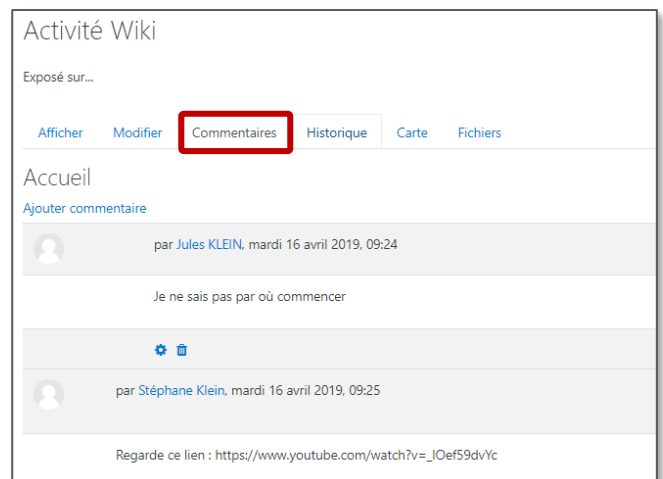 Activité Wiki
Exposé sur...
Afficher Modifier Commentaires Historique Carte Fichiers
Accueil
Ajouter commentaire
par Jules KLEIN, mardi 16 avril 2019, 09:24
Je ne sais pas par où commencer
par Stéphane Klein, mardi 16 avril 2019, 09:25
Regarde ce lien : https://www.youtube.com/watch?v=_lOef59dvYc